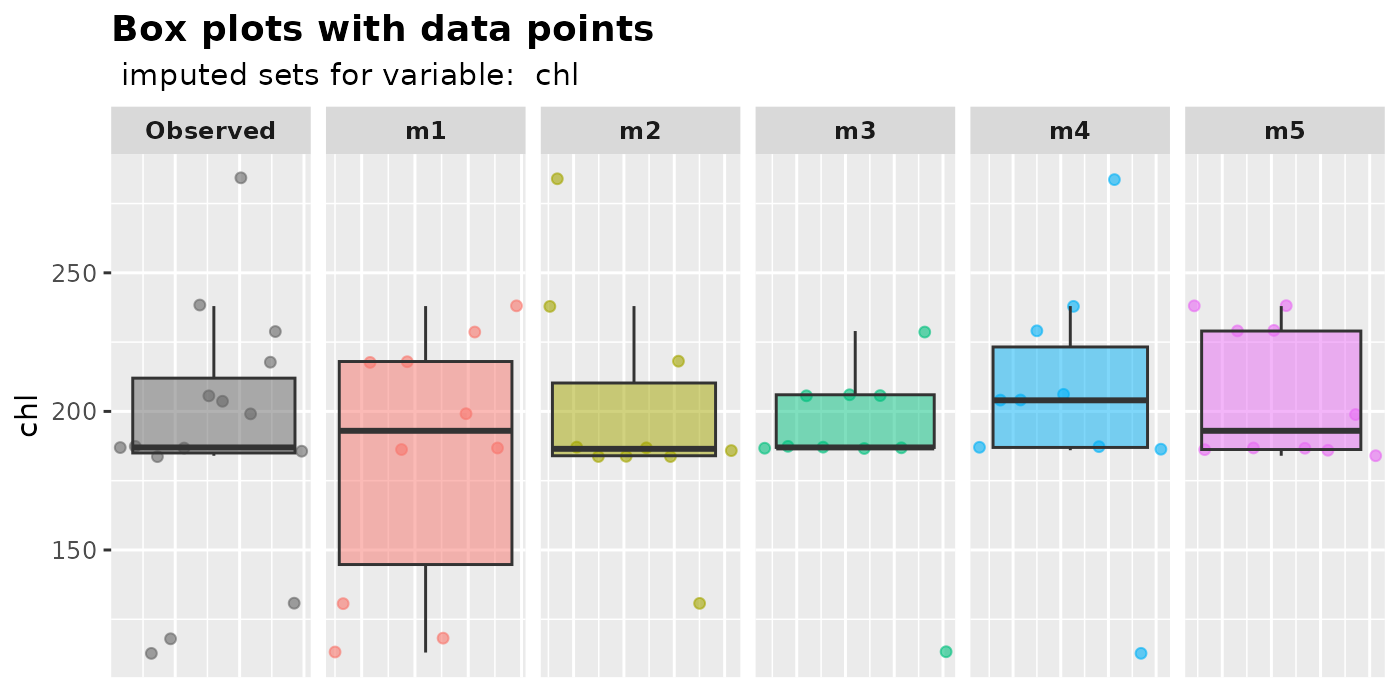 Box plots with data points
imputed sets for variable:  chl
Observed m1 m2 m3 m4 m5
250
200
150
chl